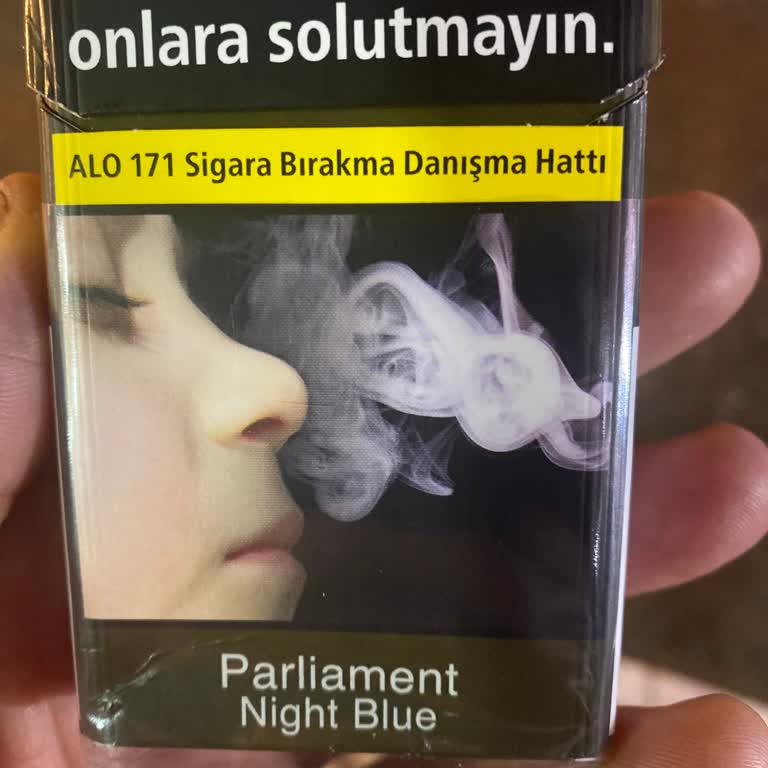 onlara solutmayın.
ALO 171 Sigara Bırakma Danışma Hattı
Parliament
Night Blue